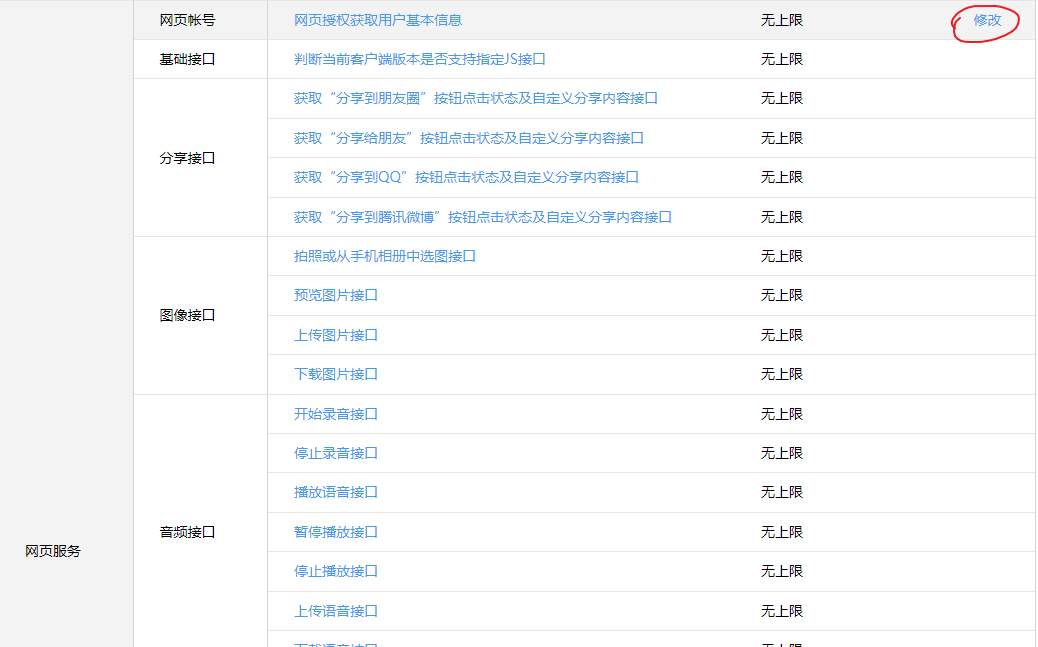 网页帐号 网页授权获取用户基本信息 无上限 修改
基础接口 判断当前客户端版本是否支持指定JS接口 无上限
获取“分享到朋友圈”按钮点击状态及自定义分享内容接口 无上限
获取“分享给朋友”按钮点击状态及自定义分享内容接口 无上限
分享接口
获取“分享到QQ”按钮点击状态及自定义分享内容接口 无上限
获取“分享到腾讯微博”按钮点击状态及自定义分享内容接口 无上限
拍照或从手机相册中选图接口 无上限
预览图片接口 无上限
图像接口
上传图片接口 无上限
下载图片接口 无上限
开始录音接口 无上限
停止录音接口 无上限
播放语音接口 无上限
音频接口 暂停播放接口 无上限
网页服务
停止播放接口 无上限
上传语音接口 无上限
下载语音接口 无上限